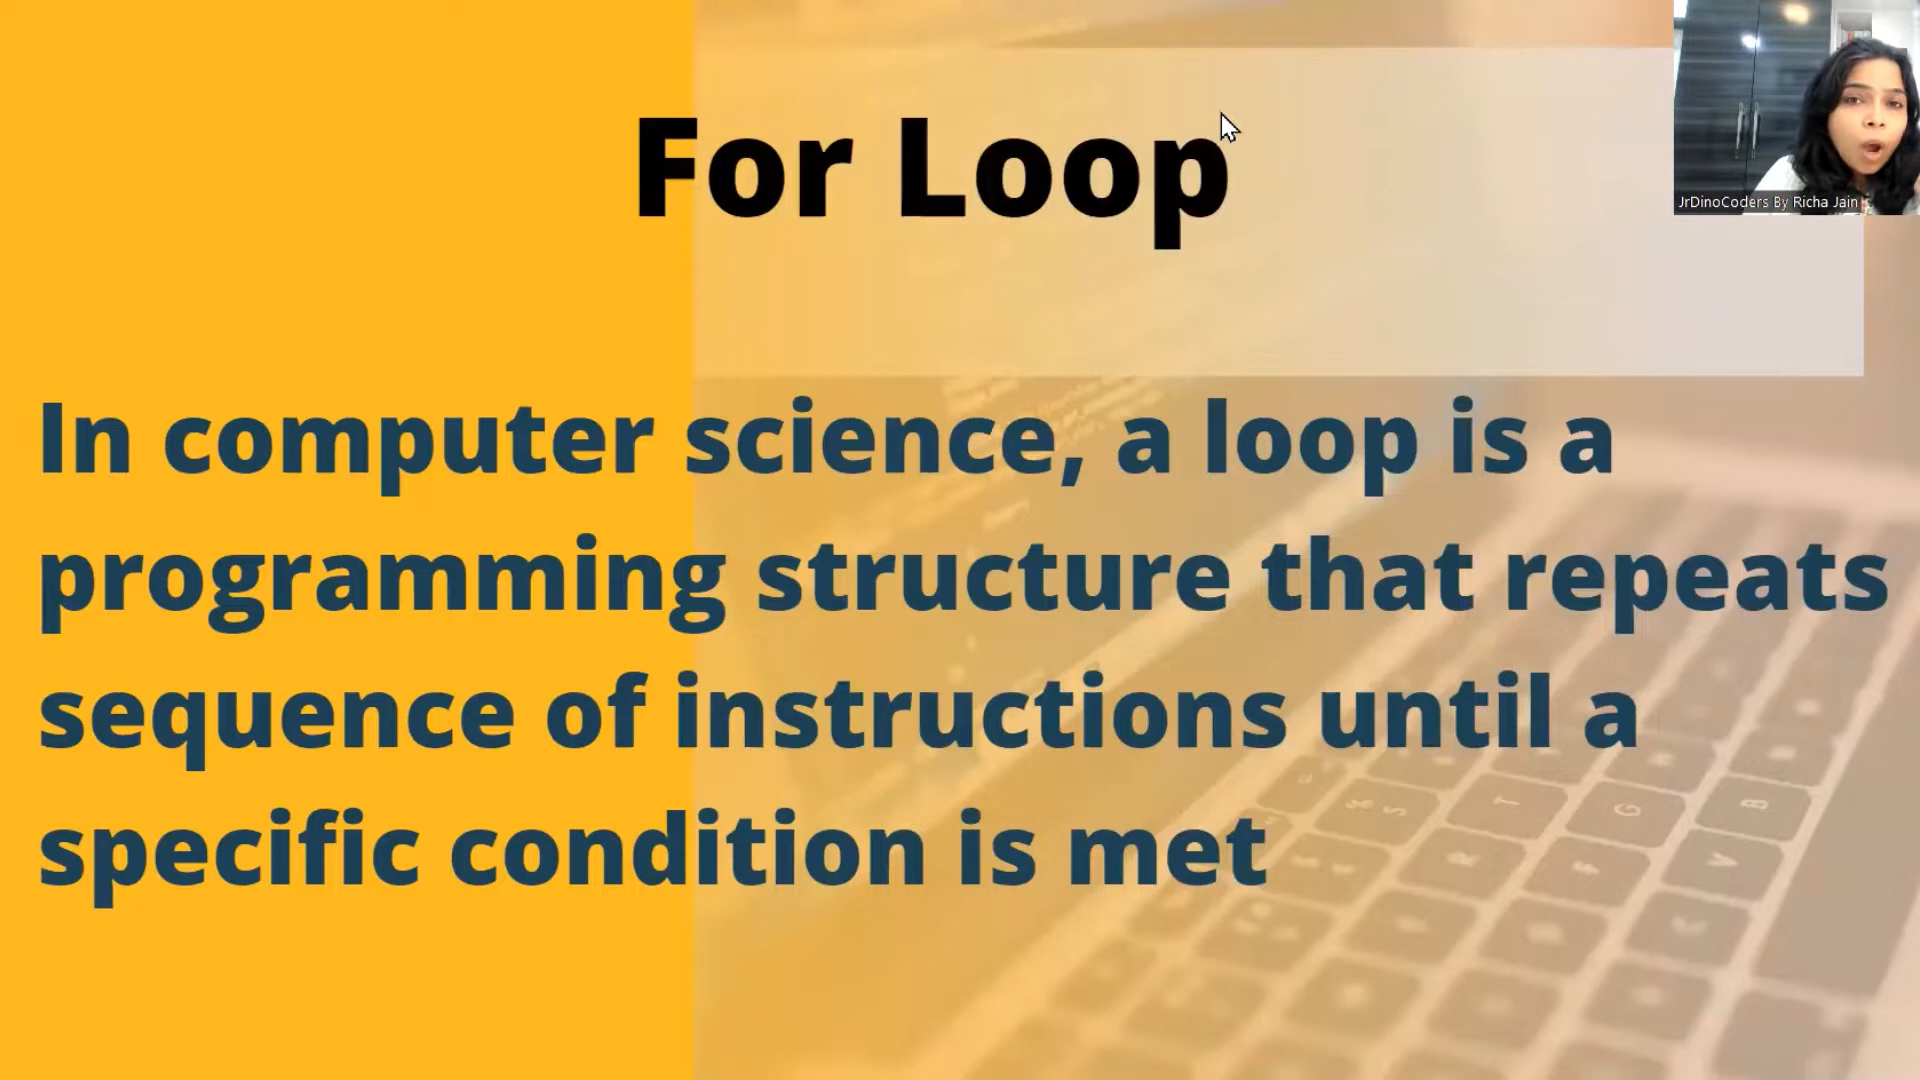 For Loop
JrDinoCoders By Richa Jain
In computer science, a loop is a
programming structure that repeats
sequence of instructions until a
specific condition is met